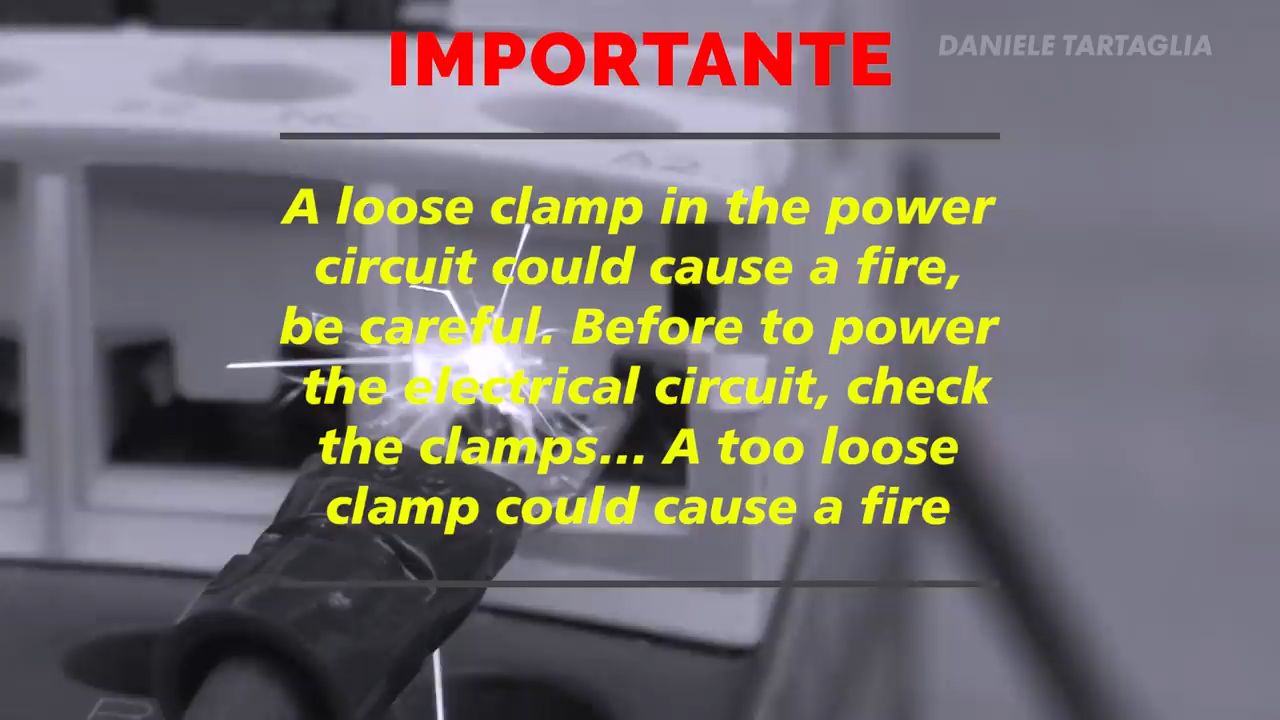 IMPORTANTE
DANIELE TARTAGLIA
A loose clamp in the power
circuit could cause a fire,
be careful. Before to power
the electrical circuit, check
the clamps... A too loose
clamp could cause a fire